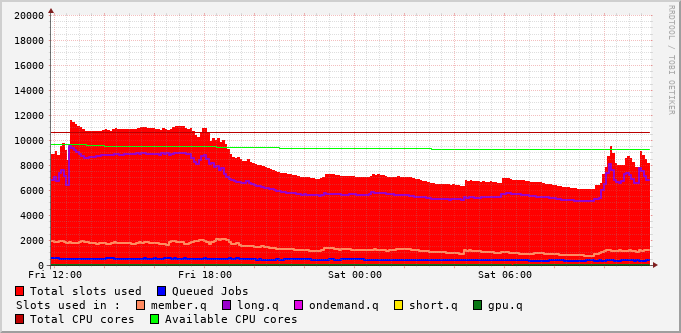 RRDTOOL / TOBI OETIKER
20000
18000
16000
14000
12000
10000
8000
6000
4000
2000
0
Fri 12:00 Fri 18:00 Sat 00:00 Sat 06:00
Total slots used Queued Jobs
Slots used in : member.q long.q ondemand.q short.q gpu.q
Total CPU cores Available CPU cores